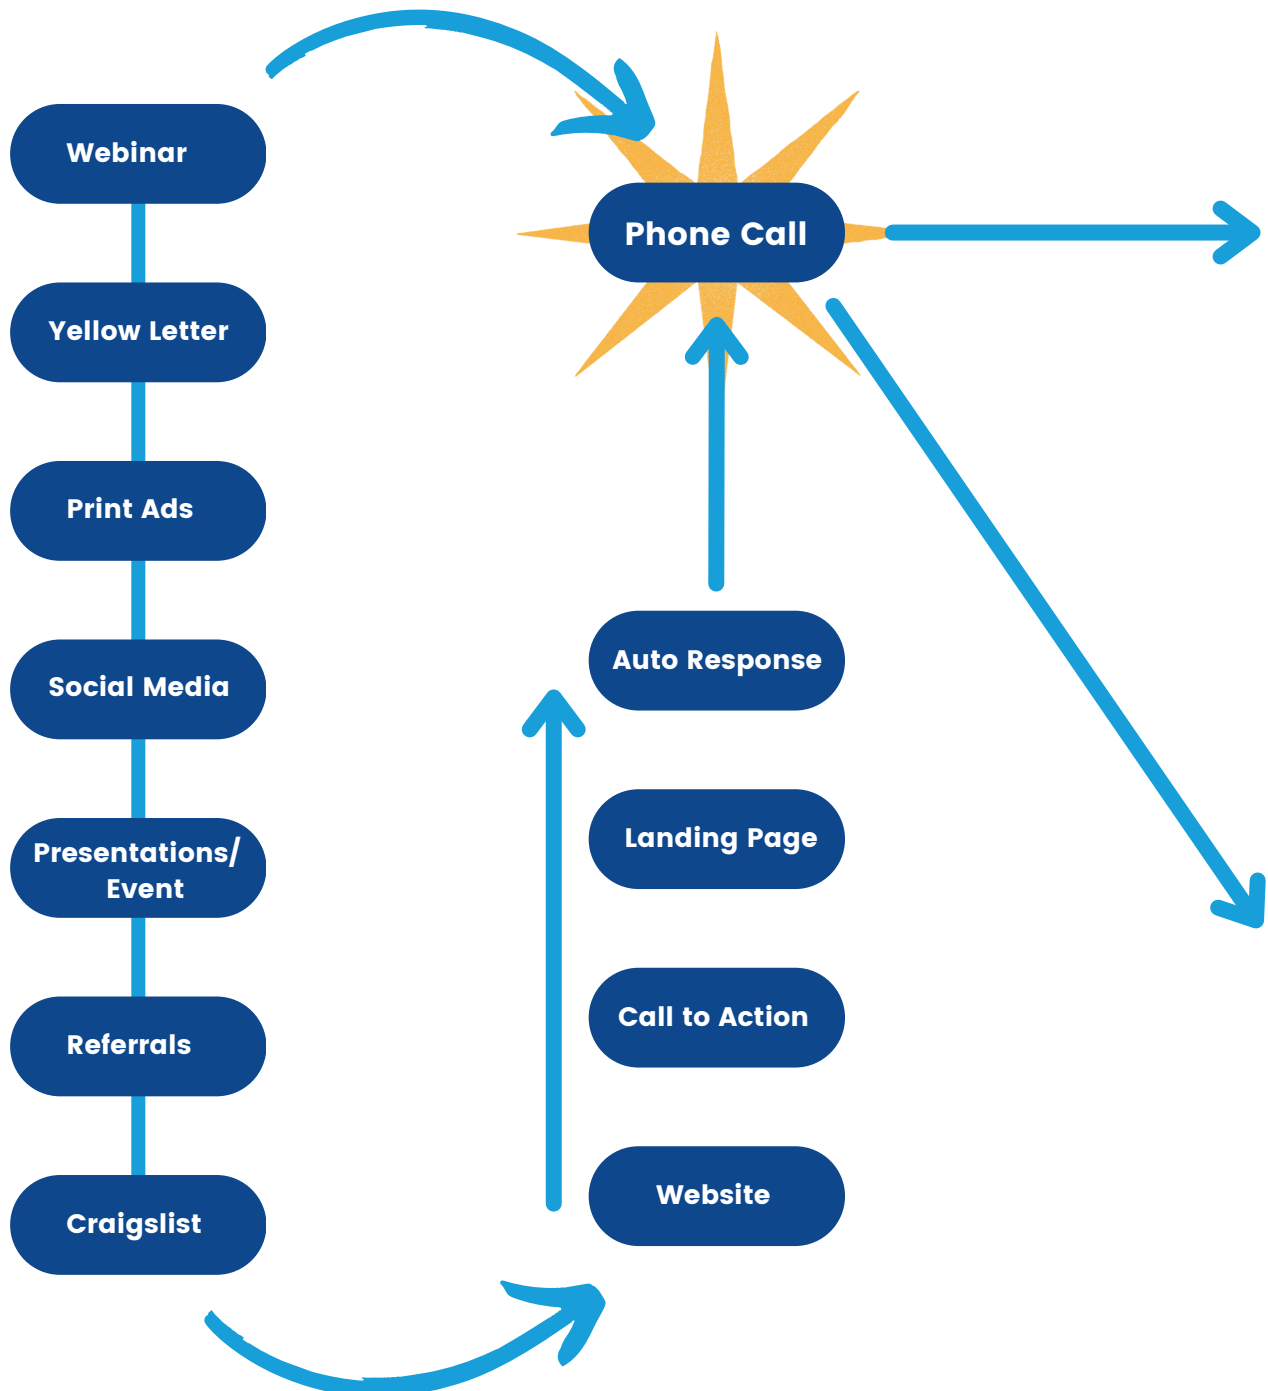 Webinar
Yellow Letter
Print Ads
Social Media
Presentations/
Event
Referrals
Craigslist
Phone Call
Auto Response
Landing Page
Call to Action
Website